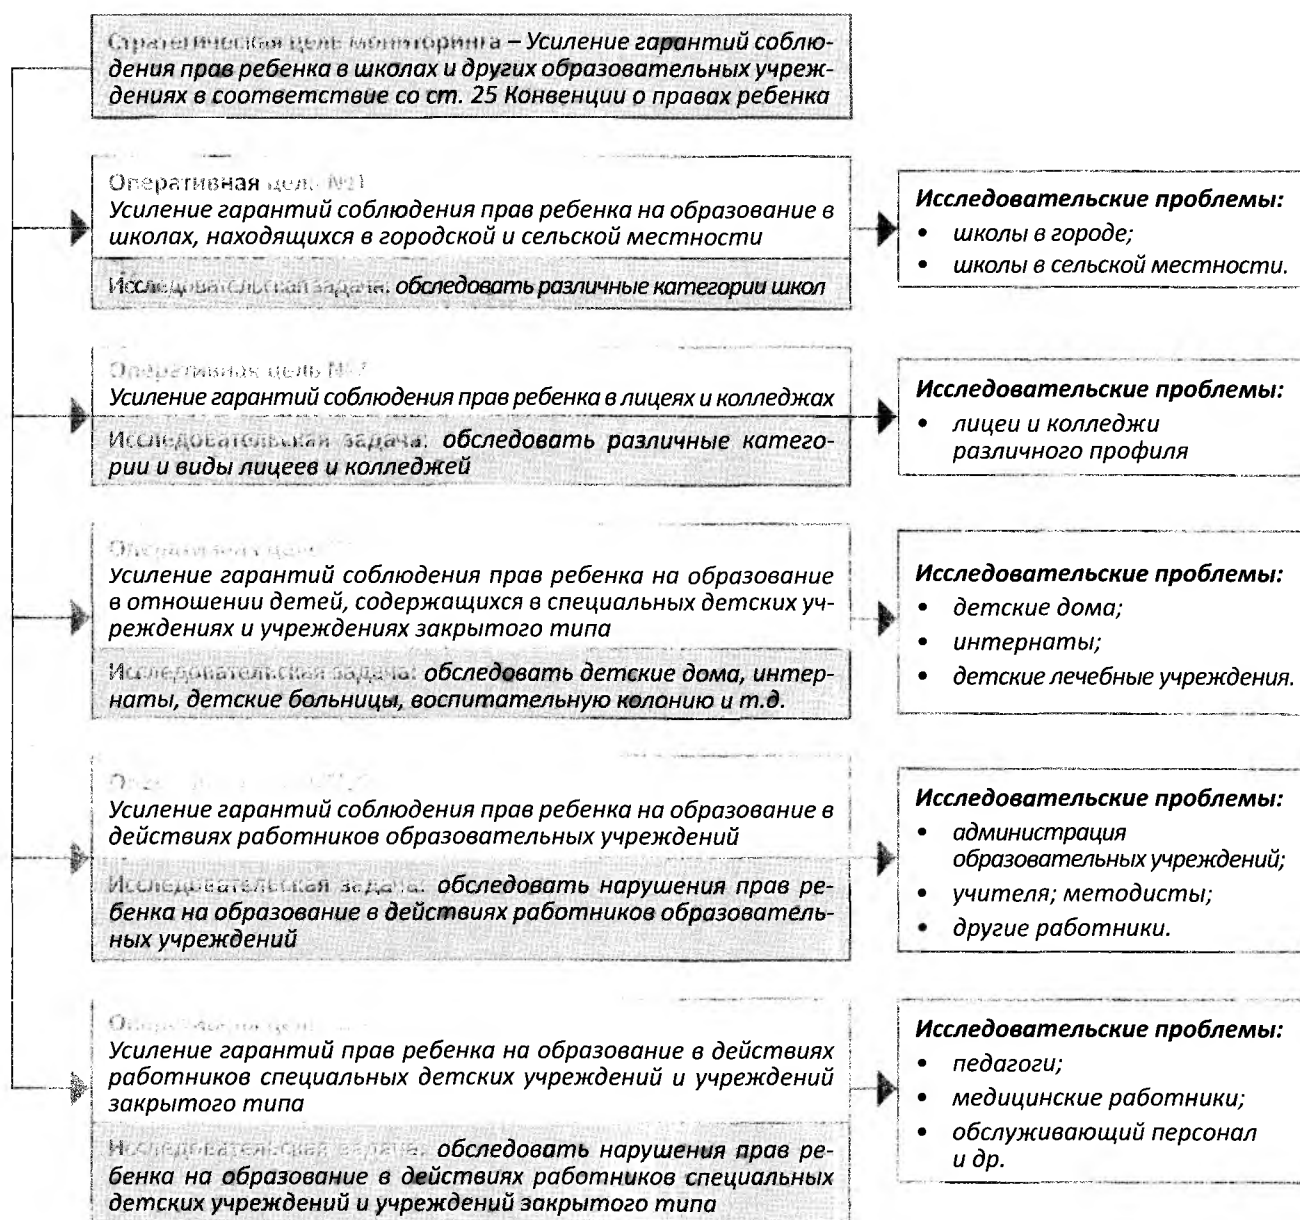 Стратегическая цель мониторинга – Усиление гарантий соблю-
дения прав ребенка в школах и других образовательных учреж-
дениях в соответствие со ст. 25 Конвенции о правах ребенка
Оперативная цель №1
Усиление гарантий соблюдения прав ребенка на образование в
школах, находящихся в городской и сельской местности
Исследовательская задача: обследовать различные категории школ
Исследовательские проблемы:
• школы в городе;
• школы в сельской местности.
Оперативная цель
Усиление гарантий соблюдения прав ребенка в лицеях и колледжах
Исследовательская задача: обследовать различные катего-
рии и виды лицеев и колледжей
Исследовательские проблемы:
• лицеи и колледжи
различного профиля
Оперативная цель
Усиление гарантий соблюдения прав ребенка на образование
в отношении детей, содержащихся в специальных детских уч-
реждениях и учреждениях закрытого типа
Исследовательская задача: обследовать детские дома, интер-
наты, детские больницы, воспитательную колонию и т.д.
Исследовательские проблемы:
• детские дома;
• интернаты;
• детские лечебные учреждения.
Усиление гарантий соблюдения прав ребенка на образование в
действиях работников образовательных учреждений
Исследовательская задача: обследовать нарушения прав ре-
бенка на образование в действиях работников образователь-
ных учреждений
Исследовательские проблемы:
• администрация
образовательных учреждений;
• учителя; методисты;
• другие работники.
Оперативная цель
Усиление гарантий прав ребенка на образование в действиях
работников специальных детских учреждений и учреждений
закрытого типа
Исследовательская задача: обследовать нарушения прав ре-
бенка на образование в действиях работников специальных
детских учреждений и учреждений закрытого типа
Исследовательские проблемы:
• педагоги;
• медицинские работники;
• обслуживающий персонал
и др.